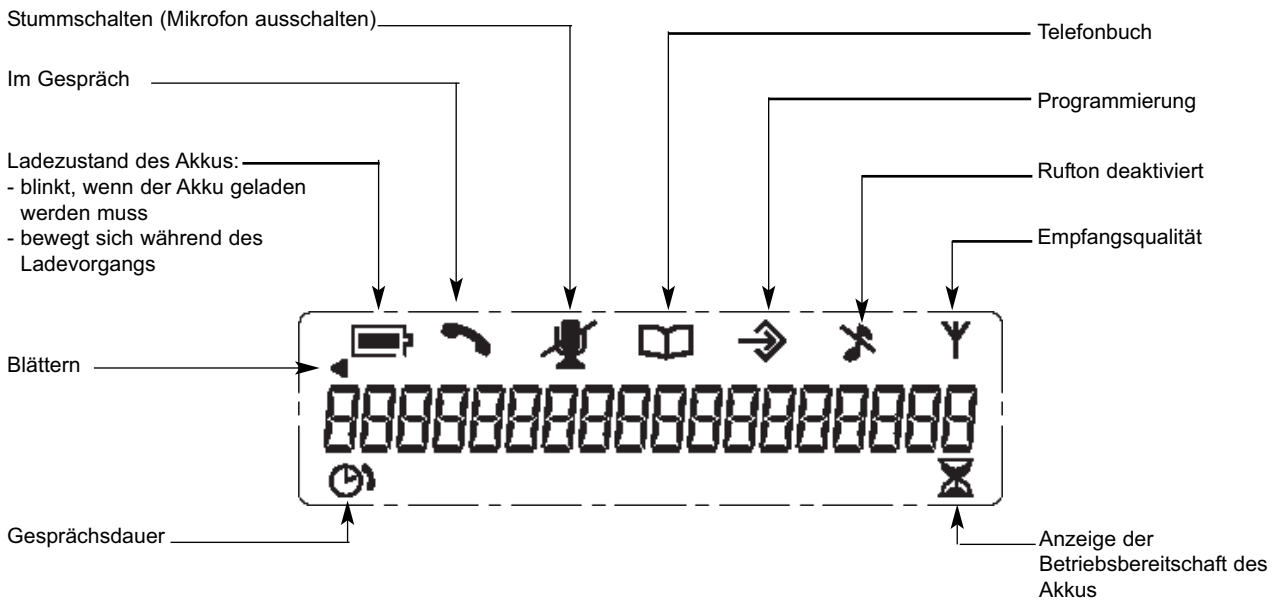 Stummschalten (Mikrofon ausschalten)
Im Gespräch
Ladezustand des Akkus:
- blinkt, wenn der Akku geladen
werden muss
- bewegt sich während des
Ladevorgangs
Blättern
Gesprächsdauer
Telefonbuch
Programmierung
Rufton deaktiviert
Empfangsqualität
888888888888888888
Anzeige der
Betriebsbereitschaft des
Akkus